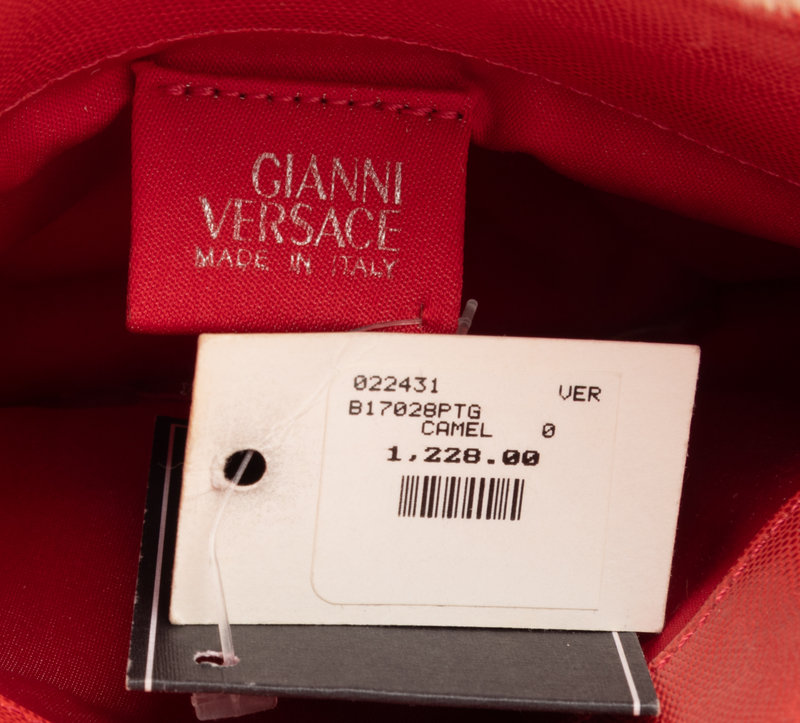 GIANNI
VERSACE
MADE IN ITALY
022431 VER
B17028PTG
CAMEL 0
1,228.00